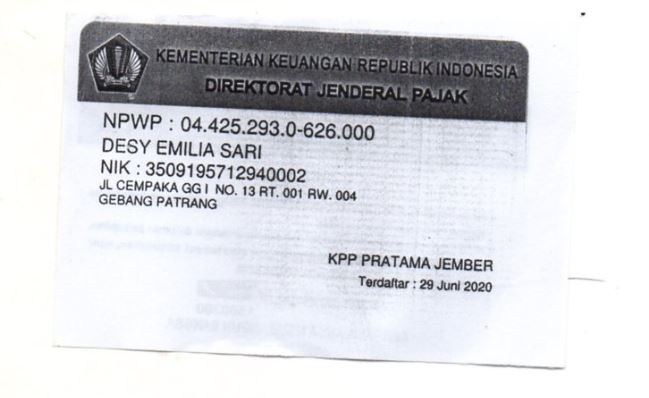 KEMENTERIAN KEUANGAN REPUBLIK INDONESIA
DIREKTORAT JENDERAL PAJAK
NPWP : 04.425.293.0-626.000
DESY EMILIA SARI
NIK : 3509195712940002
JL CEMPAKA GG I NO. 13 RT. 001 RW. 004
GEBANG PATRANG
KPP PRATAMA JEMBER
Terdaftar : 29 Juni 2020